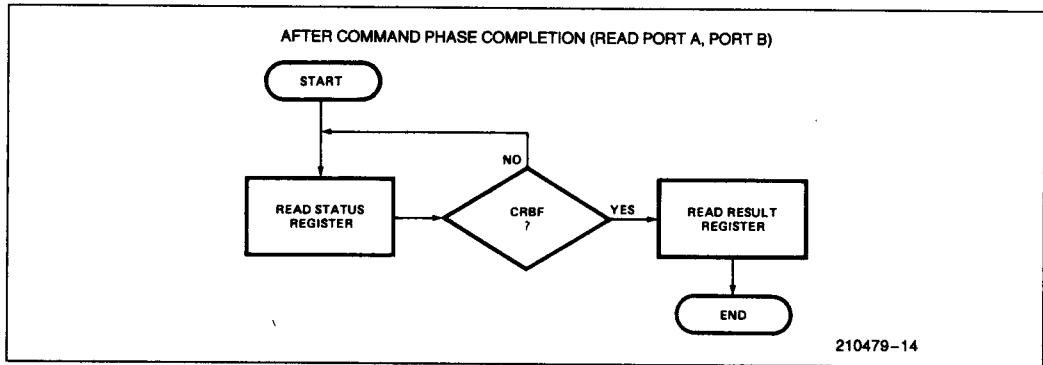 AFTER COMMAND PHASE COMPLETION (READ PORT A, PORT B)
START
NO
READ STATUS
REGISTER
CRBF
?
YES
READ RESULT
REGISTER
END
210479-14